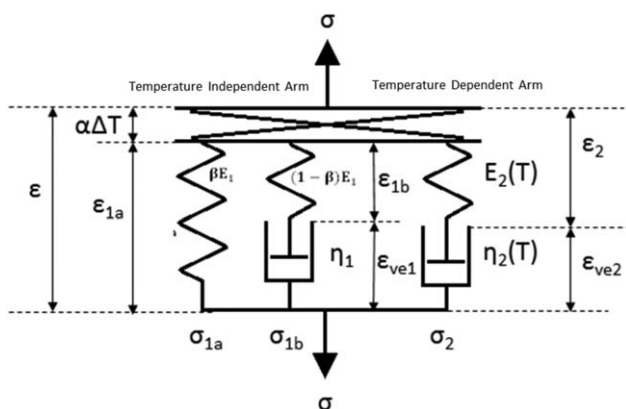 σ
Temperature Independent Arm Temperature Dependent Arm
αΔT
ε
ε1a
βE₁
(1 − β)E₁
ε1b
E2(T)
ε2
η1
εve1
η2(T)
εve2
σ1a σ1b σ2
σ